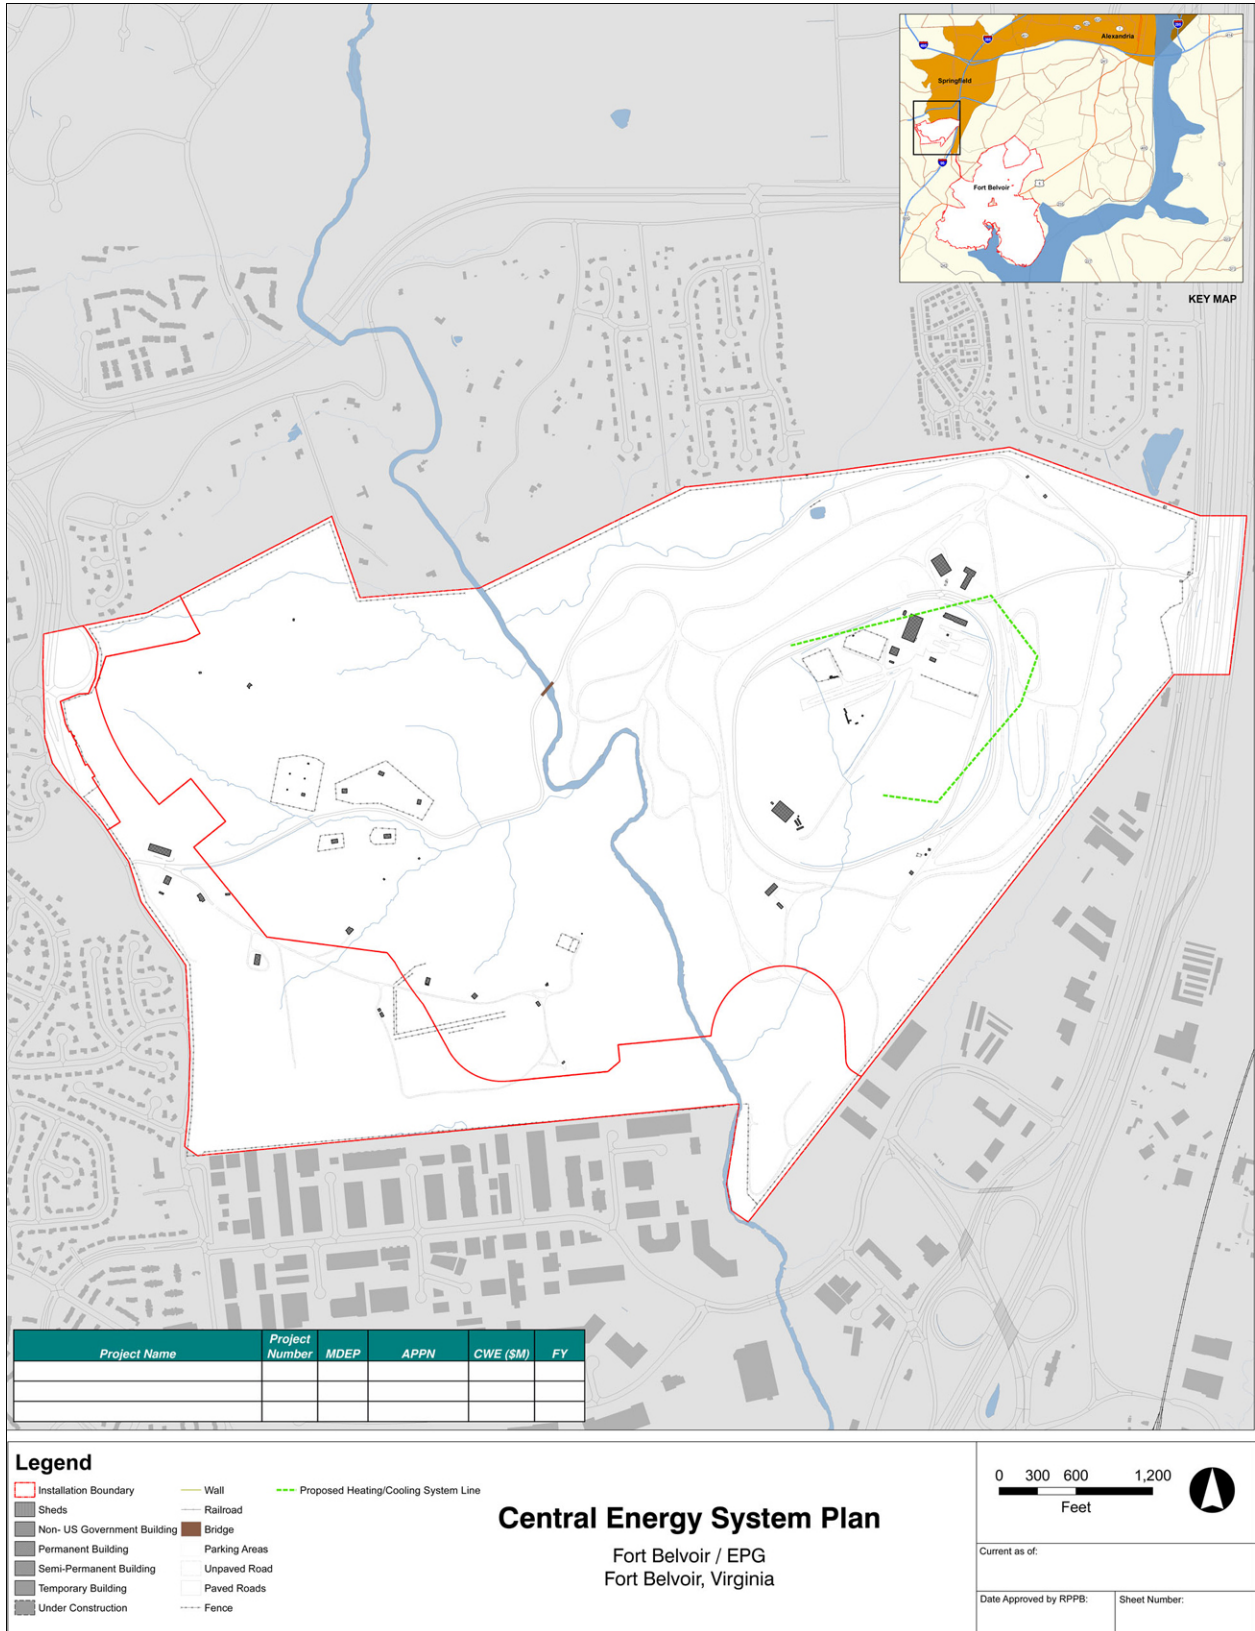 Alexandria
Springfield
Fort Belvoir
KEY MAP
Project Name
Project Number
MDEP
APPN
CWE ($M)
FY
Legend
Installation Boundary
Sheds
Non- US Government Building
Permanent Building
Semi-Permanent Building
Temporary Building
Under Construction
Wall
Railroad
Bridge
Parking Areas
Unpaved Road
Paved Roads
Fence
Proposed Heating/Cooling System Line
Central Energy System Plan
Fort Belvoir / EPG
Fort Belvoir, Virginia
0 300 600 1,200
Feet
Current as of:
Date Approved by RPPB:
Sheet Number: